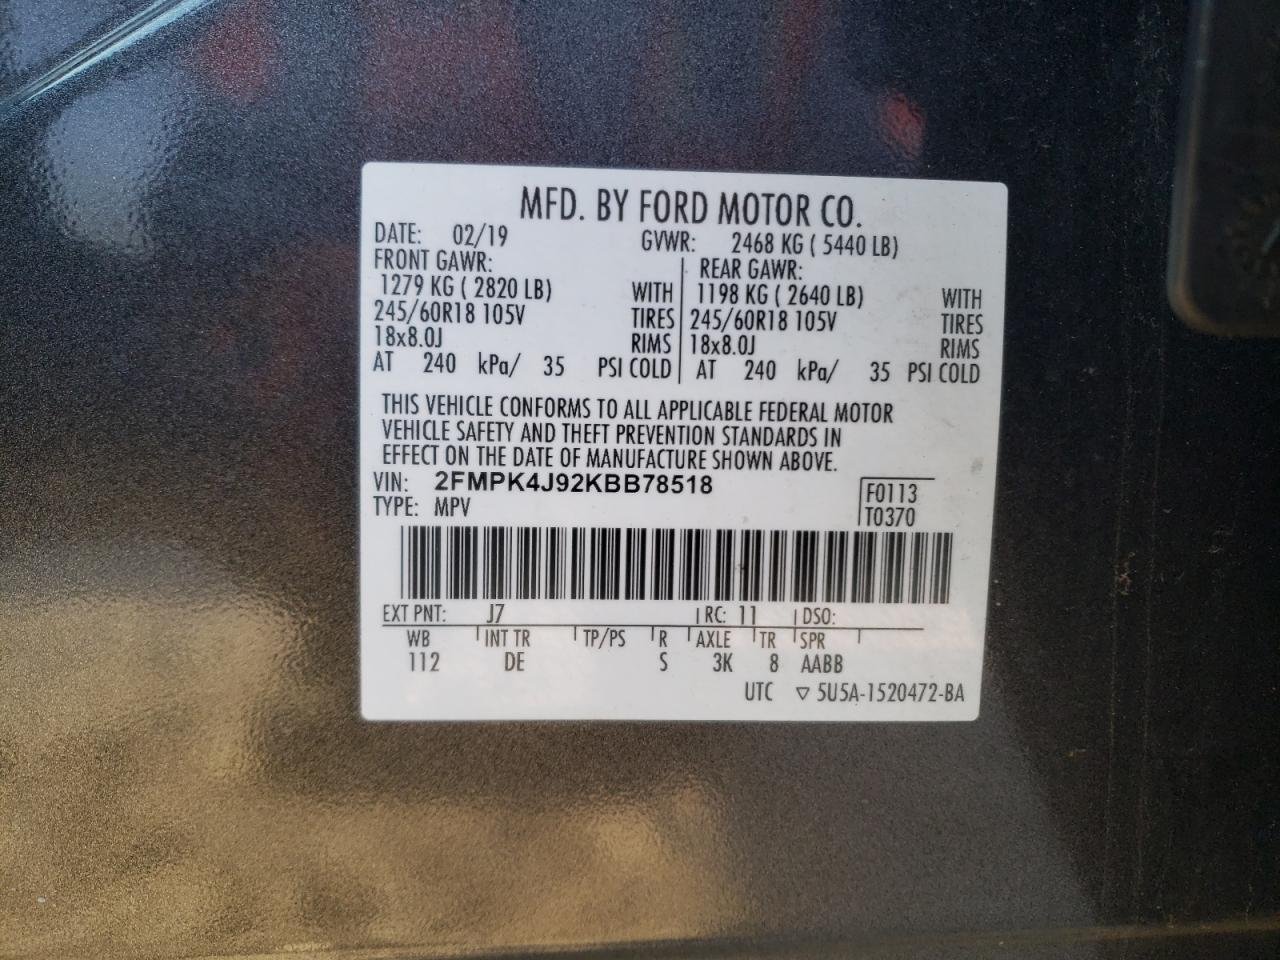 MFD. BY FORD MOTOR CO.
DATE: 02/19 GVWR: 2468 KG ( 5440 LB)
FRONT GAWR: REAR GAWR:
1279 KG ( 2820 LB) WITH 1198 KG ( 2640 LB) WITH
245/60R18 105V TIRES 245/60R18 105V TIRES
18x8.0J RIMS 18x8.0J RIMS
AT 240 kPa/ 35 PSI COLD AT 240 kPa/ 35 PSI COLD
THIS VEHICLE CONFORMS TO ALL APPLICABLE FEDERAL MOTOR
VEHICLE SAFETY AND THEFT PREVENTION STANDARDS IN
EFFECT ON THE DATE OF MANUFACTURE SHOWN ABOVE.
VIN: 2FMPK4J92KBB78518 F0113
TYPE: MPV T0370
EXT PNT: J7 RC: 11 DSO:
WB INT TR TP/PS R AXLE TR SPR
112 DE S 3K 8 AABB
UTC ▽ 5U5A-1520472-BA